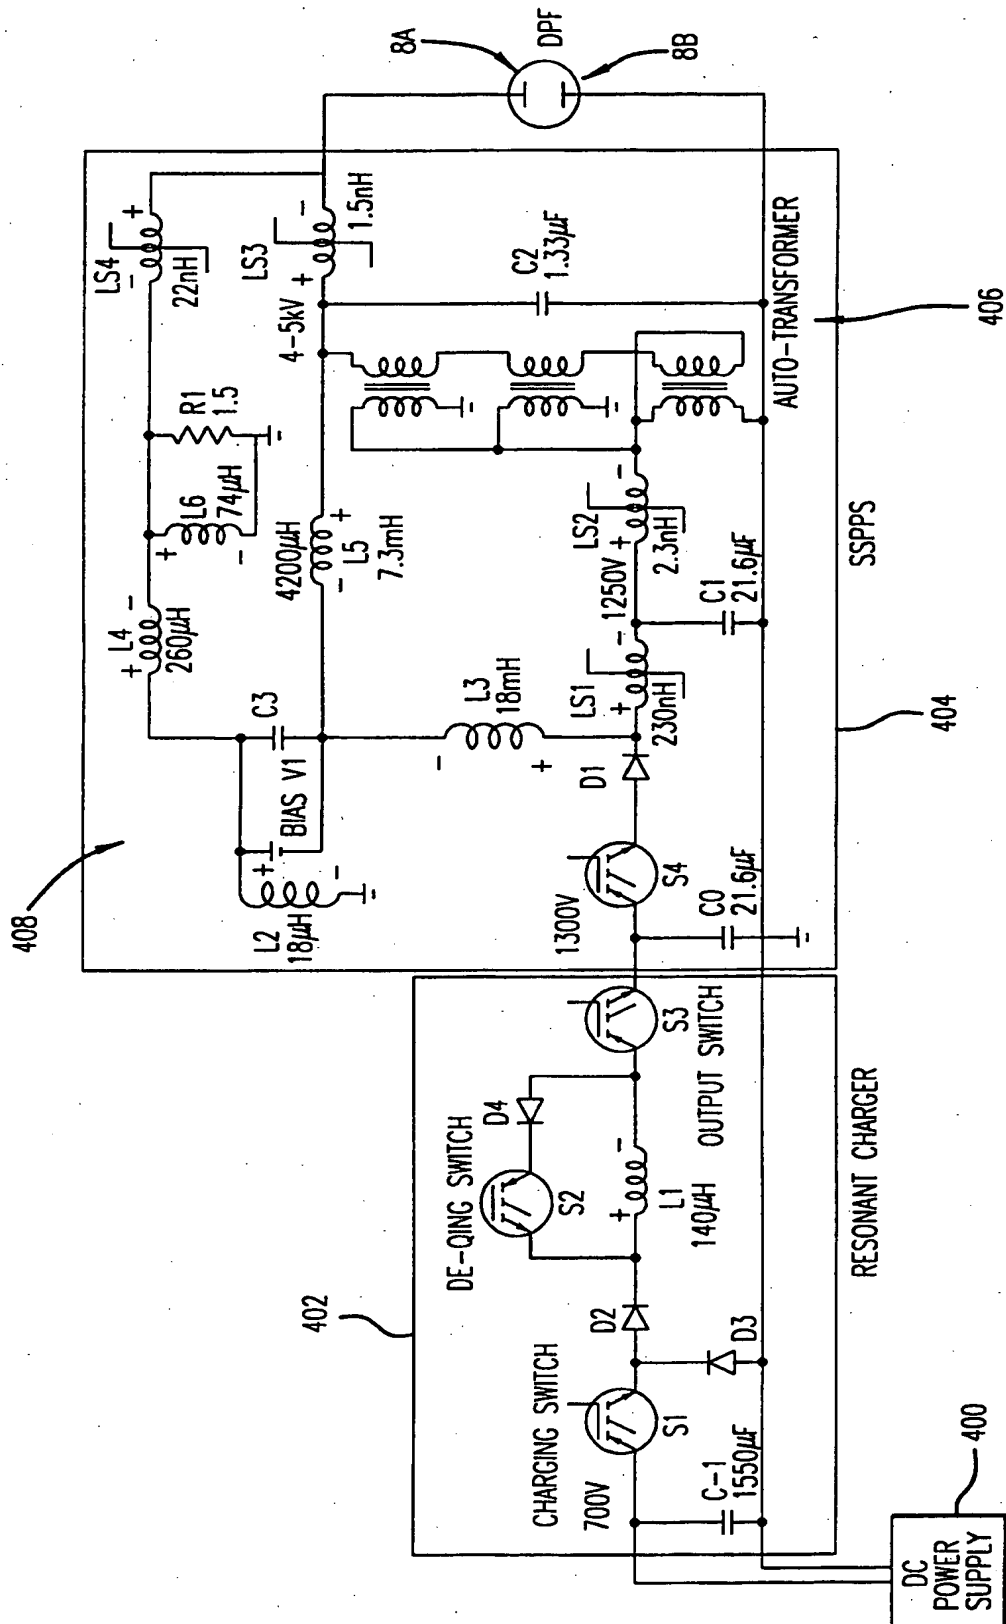 DC
POWER
SUPPLY
400
402
RESONANT CHARGER
CHARGING SWITCH
700V
S1
C-1
1550μF
D2
D3
DE-QING SWITCH
S2
D4
+
-
L1
140μH
OUTPUT SWITCH
S3
408
404
SSPPS
1300V
S4
C0
21.6μF
D1
L2
18μH
+
-
+
BIAS V1
C3
L3
18mH
-
+
+
-
L4
260μH
L6
74μH
+
-
R1
1.5
LS4
-
+
22nH
4200μH
-
+
L5
7.3mH
4-5kV
LS3
+
-
1.5nH
LS1
+
-
230nH
1250V
C1
21.6μF
LS2
+
-
2.3nH
C2
1.33μF
AUTO-TRANSFORMER
406
8A
DPF
8B